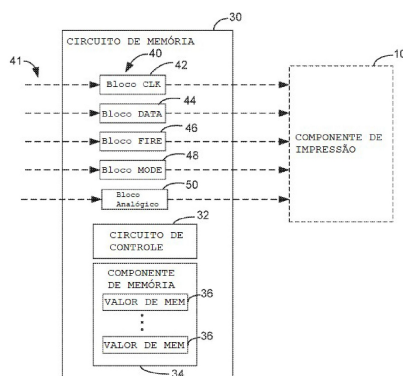 30
CIRCUITO DE MEMÓRIA
10
41
40
42
Bloco CLK
44
Bloco DATA
46
Bloco FIRE
48
Bloco MODE
50
Bloco
Analógico
COMPONENTE DE
IMPRESSÃO
32
CIRCUITO DE
CONTROLE
COMPONENTE
DE MEMÓRIA
36
VALOR DE MEM
36
VALOR DE MEM
34